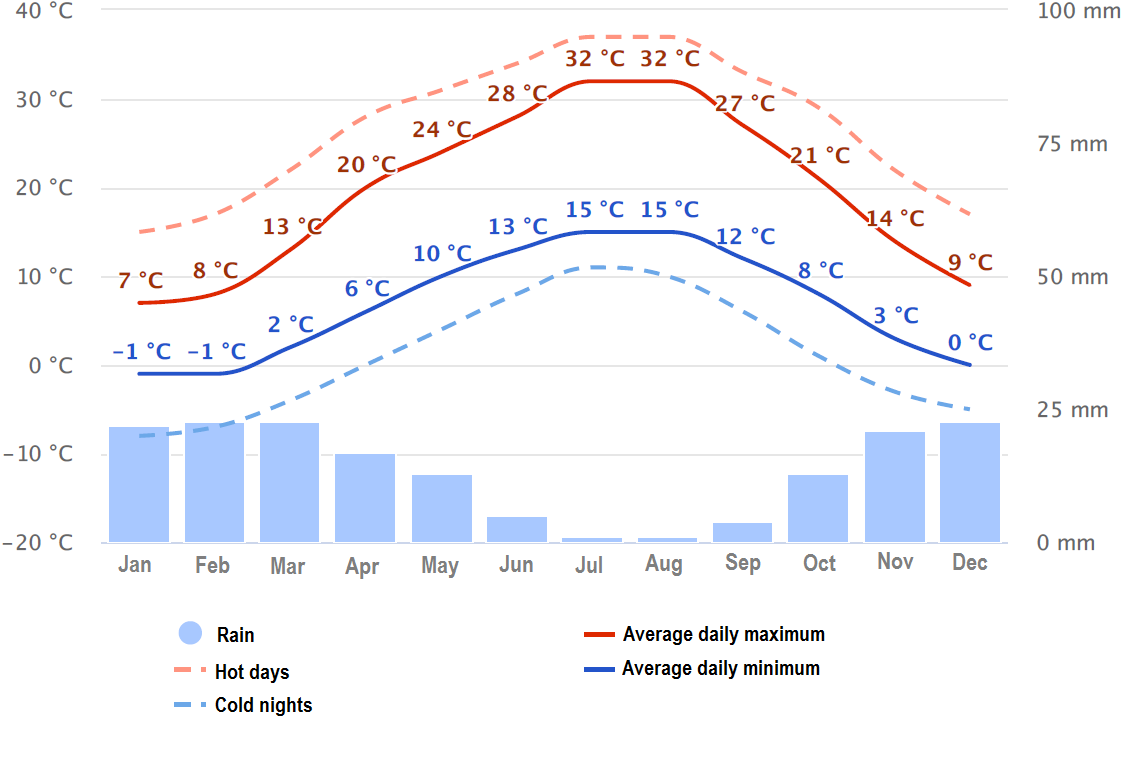 40 °C
100 mm
32 °C 32 °C
30 °C
28 °C
27 °C
24 °C
75 mm
20 °C
21 °C
20 °C
15 °C 15 °C
13 °C
13 °C
14 °C
12 °C
10 °C
7 °C
8 °C
10 °C
8 °C
9 °C
50 mm
6 °C
2 °C
3 °C
–1 °C –1 °C
0 °C
0 °C
25 mm
–10 °C
–20 °C
0 mm
Jan Feb Mar Apr May Jun Jul Aug Sep Oct Nov Dec
Rain
Average daily maximum
Hot days
Average daily minimum
Cold nights